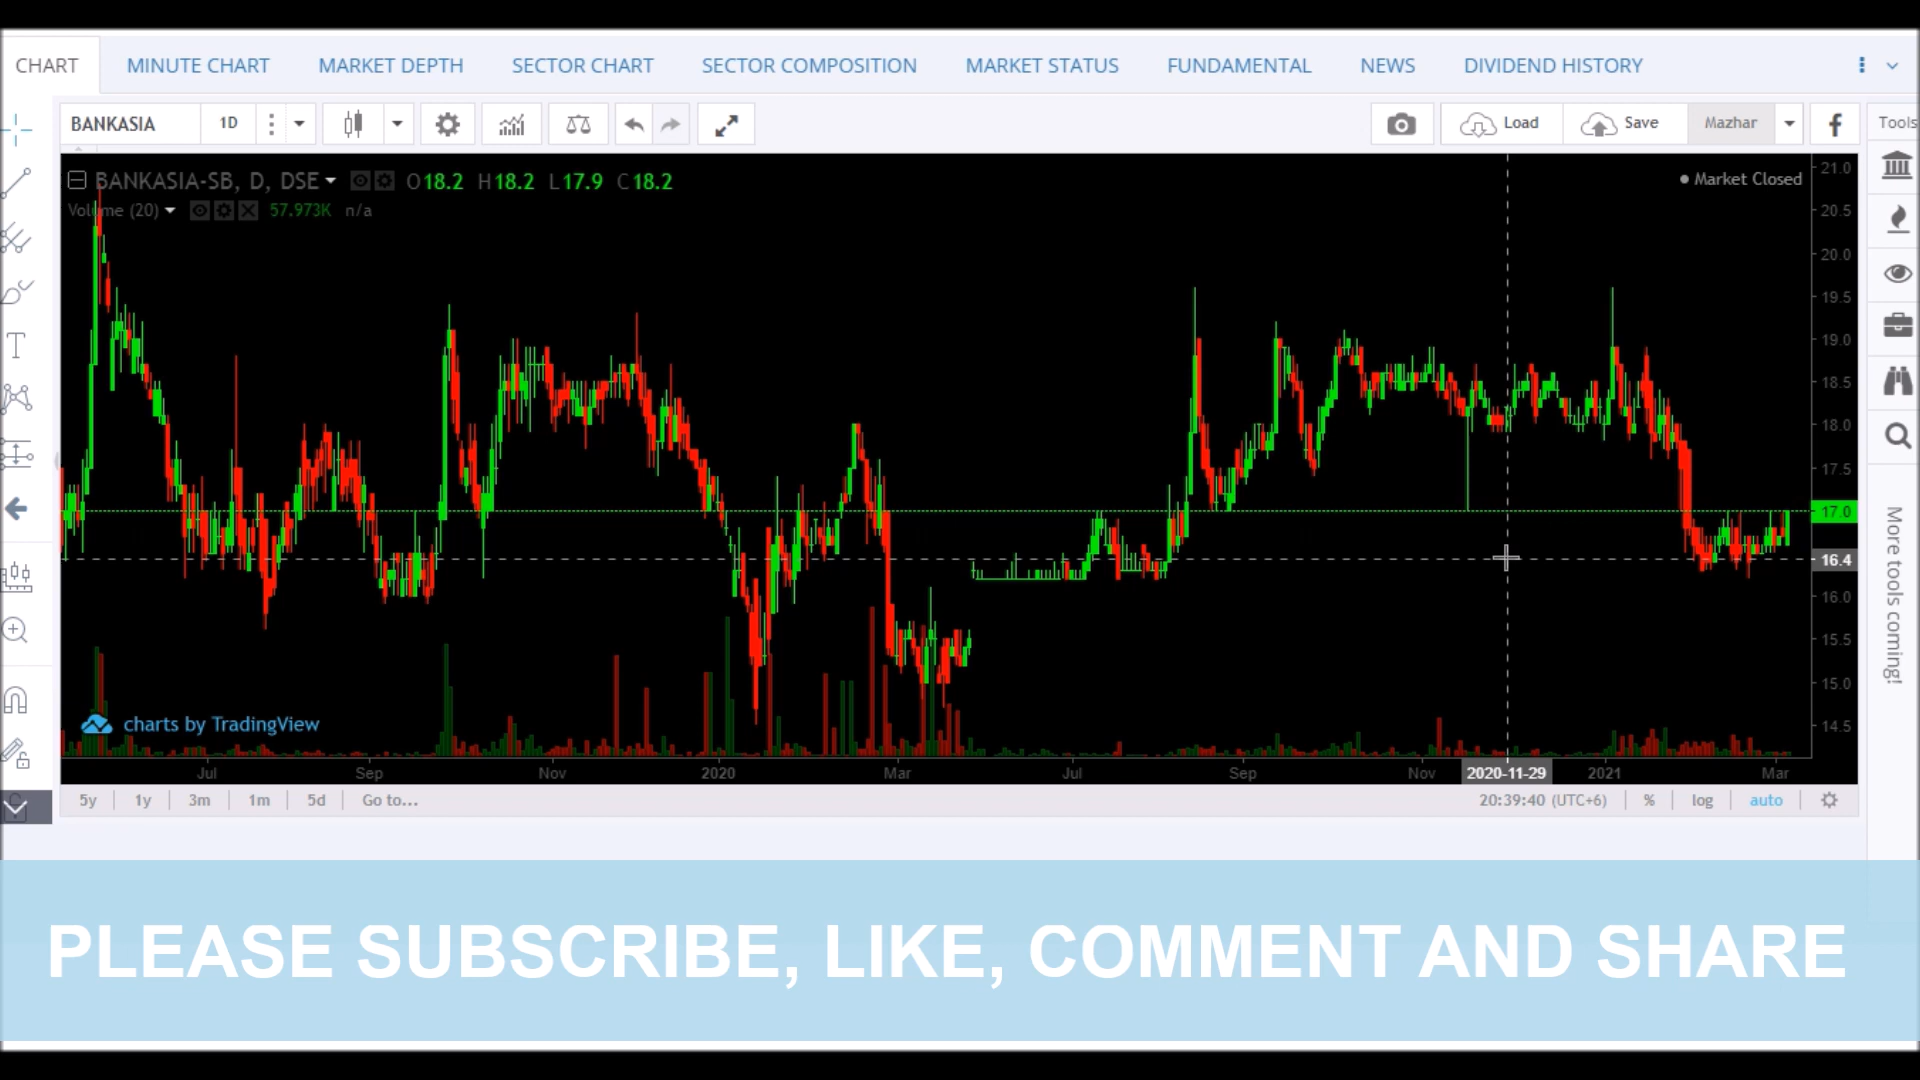 CHART MINUTE CHART MARKET DEPTH SECTOR CHART SECTOR COMPOSITION MARKET STATUS FUNDAMENTAL NEWS DIVIDEND HISTORY
BANKASIA 1D Load Save Mazhar Tools
BANKASIA-SB, D, DSE O18.2 H18.2 L17.9 C18.2 Market Closed
Volume (20) 57.973K n/a
21.0
20.5
20.0
19.5
19.0
18.5
18.0
17.5
17.0
16.4
16.0
15.5
15.0
14.5
More tools coming!
charts by TradingView
Jul Sep Nov 2020 Mar Jul Sep Nov 2020-11-29 2021 Mar
5y 1y 3m 1m 5d Go to... 20:39:40 (UTC+6) % log auto
PLEASE SUBSCRIBE, LIKE, COMMENT AND SHARE